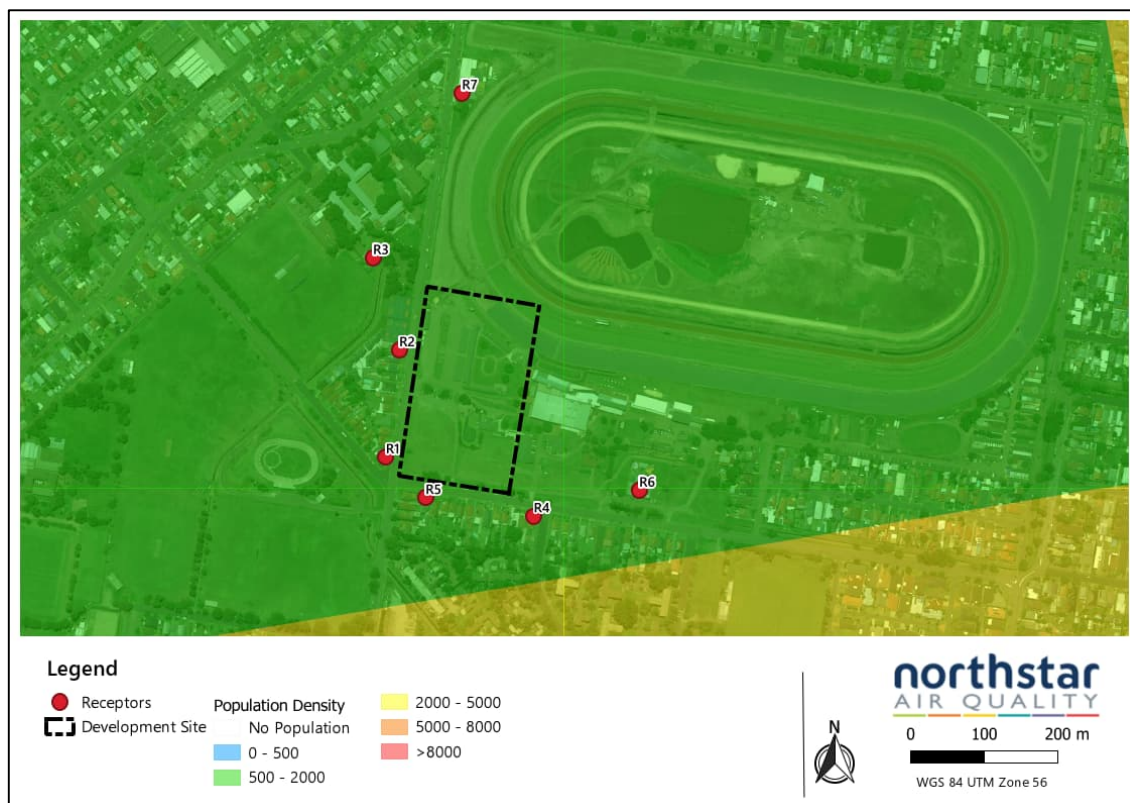 R7
R3
R2
R1
R5
R4
R6
Legend
Receptors
Development Site
Population Density
No Population
0 - 500
500 - 2000
2000 - 5000
5000 - 8000
>8000
N
northstar
AIR QUALITY
0 100 200 m
WGS 84 UTM Zone 56